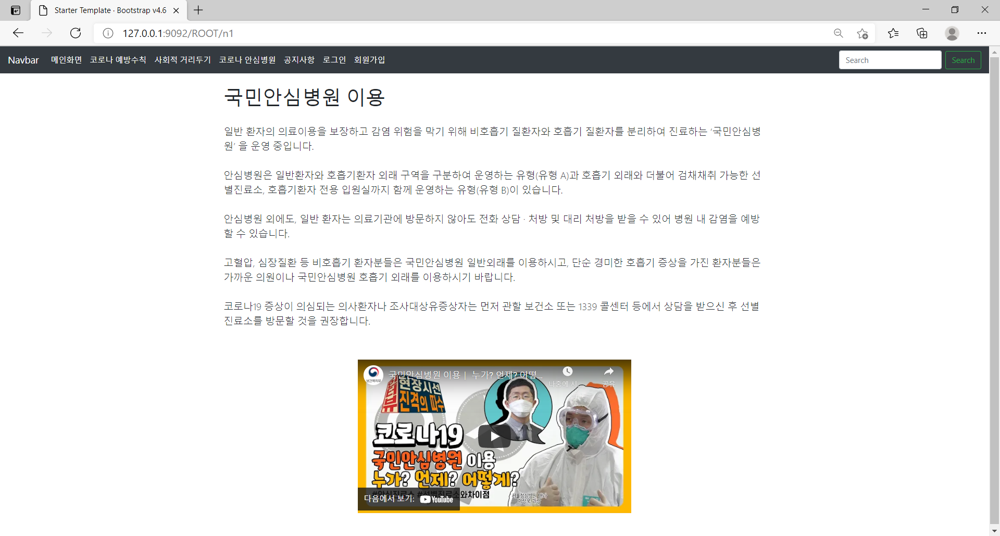 Starter Template · Bootstrap v4.6
127.0.0.1:9092/ROOT/n1
Navbar 메인화면 코로나 예방수칙 사회적 거리두기 코로나 안심병원 공지사항 로그인 회원가입 Search Search
국민안심병원 이용
일반 환자의 의료이용을 보장하고 감염 위험을 막기 위해 비호흡기 질환자와 호흡기 질환자를 분리하여 진료하는 ‘국민안심병
원’ 을 운영 중입니다.
안심병원은 일반환자와 호흡기환자 외래 구역을 구분하여 운영하는 유형(유형 A)과 호흡기 외래와 더불어 검채채취 가능한 선
별진료소, 호흡기환자 전용 입원실까지 함께 운영하는 유형(유형 B)이 있습니다.
안심병원 외에도, 일반 환자는 의료기관에 방문하지 않아도 전화 상담 · 처방 및 대리 처방을 받을 수 있어 병원 내 감염을 예방
할 수 있습니다.
고혈압, 심장질환 등 비호흡기 환자분들은 국민안심병원 일반외래를 이용하시고, 단순 경미한 호흡기 증상을 가진 환자분들은
가까운 의원이나 국민안심병원 호흡기 외래를 이용하시기 바랍니다.
코로나19 증상이 의심되는 의사환자나 조사대상유증상자는 먼저 관할 보건소 또는 1339 콜센터 등에서 상담을 받으신 후 선별
진료소를 방문할 것을 권장합니다.
국민안심병원 이용 | 누가? 언제? 어떻...
보건복지부
나중에 시 공유
현장시선
진격의 따수
코로나19
국민안심병원 이용
누가? 언제? 어떻게?
#안심진료소 #선별진료소와차이점
다음에서 보기: YouTube